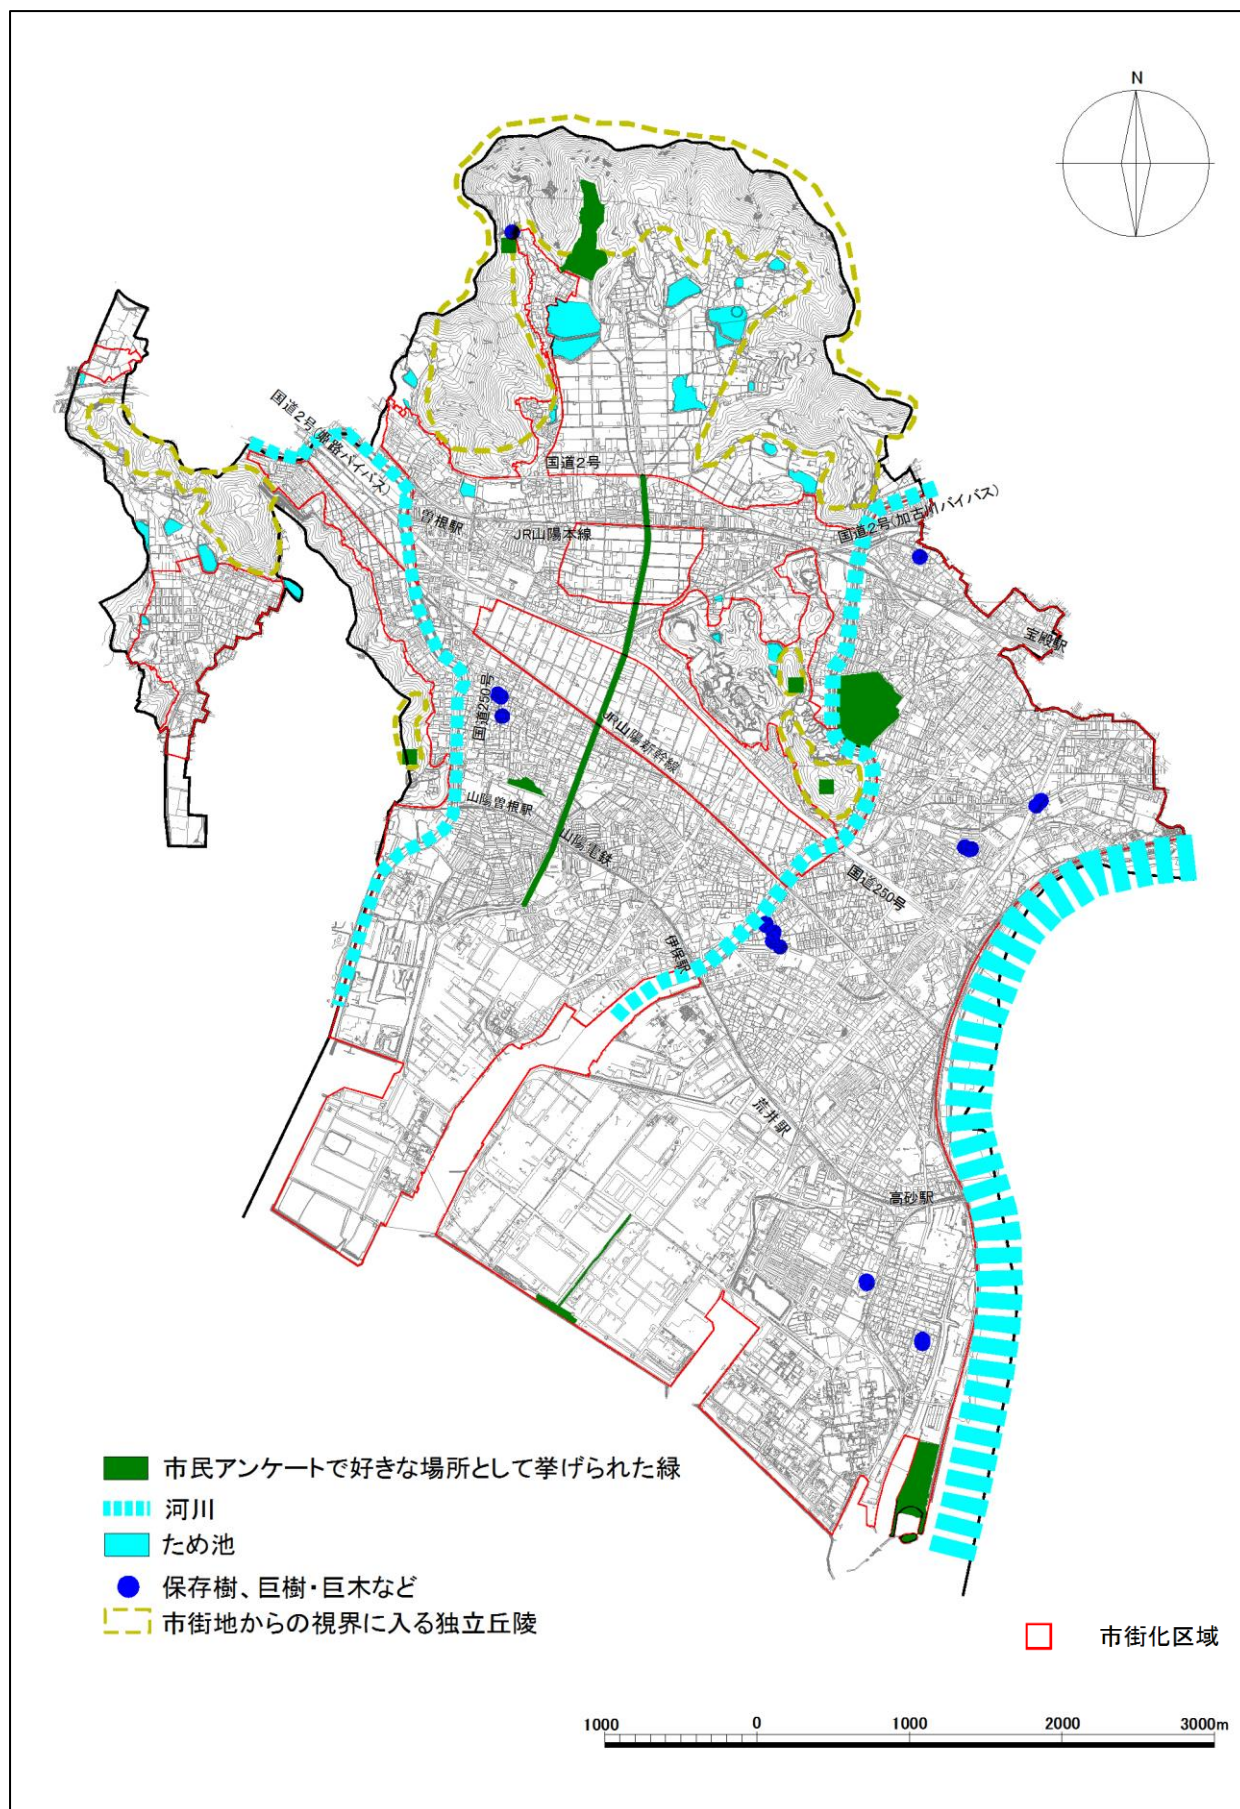 N
国道2号(姫路バイパス)
国道2号
曽根駅
JR山陽本線
国道2号(加古川バイパス)
宝殿駅
国道250号
JR山陽新幹線
山陽曽根駅
山陽電鉄
国道250号
伊保駅
荒井駅
高砂駅
市民アンケートで好きな場所として挙げられた緑
河川
ため池
保存樹、巨樹・巨木など
市街地からの視界に入る独立丘陵
市街化区域
1000 0 1000 2000 3000m